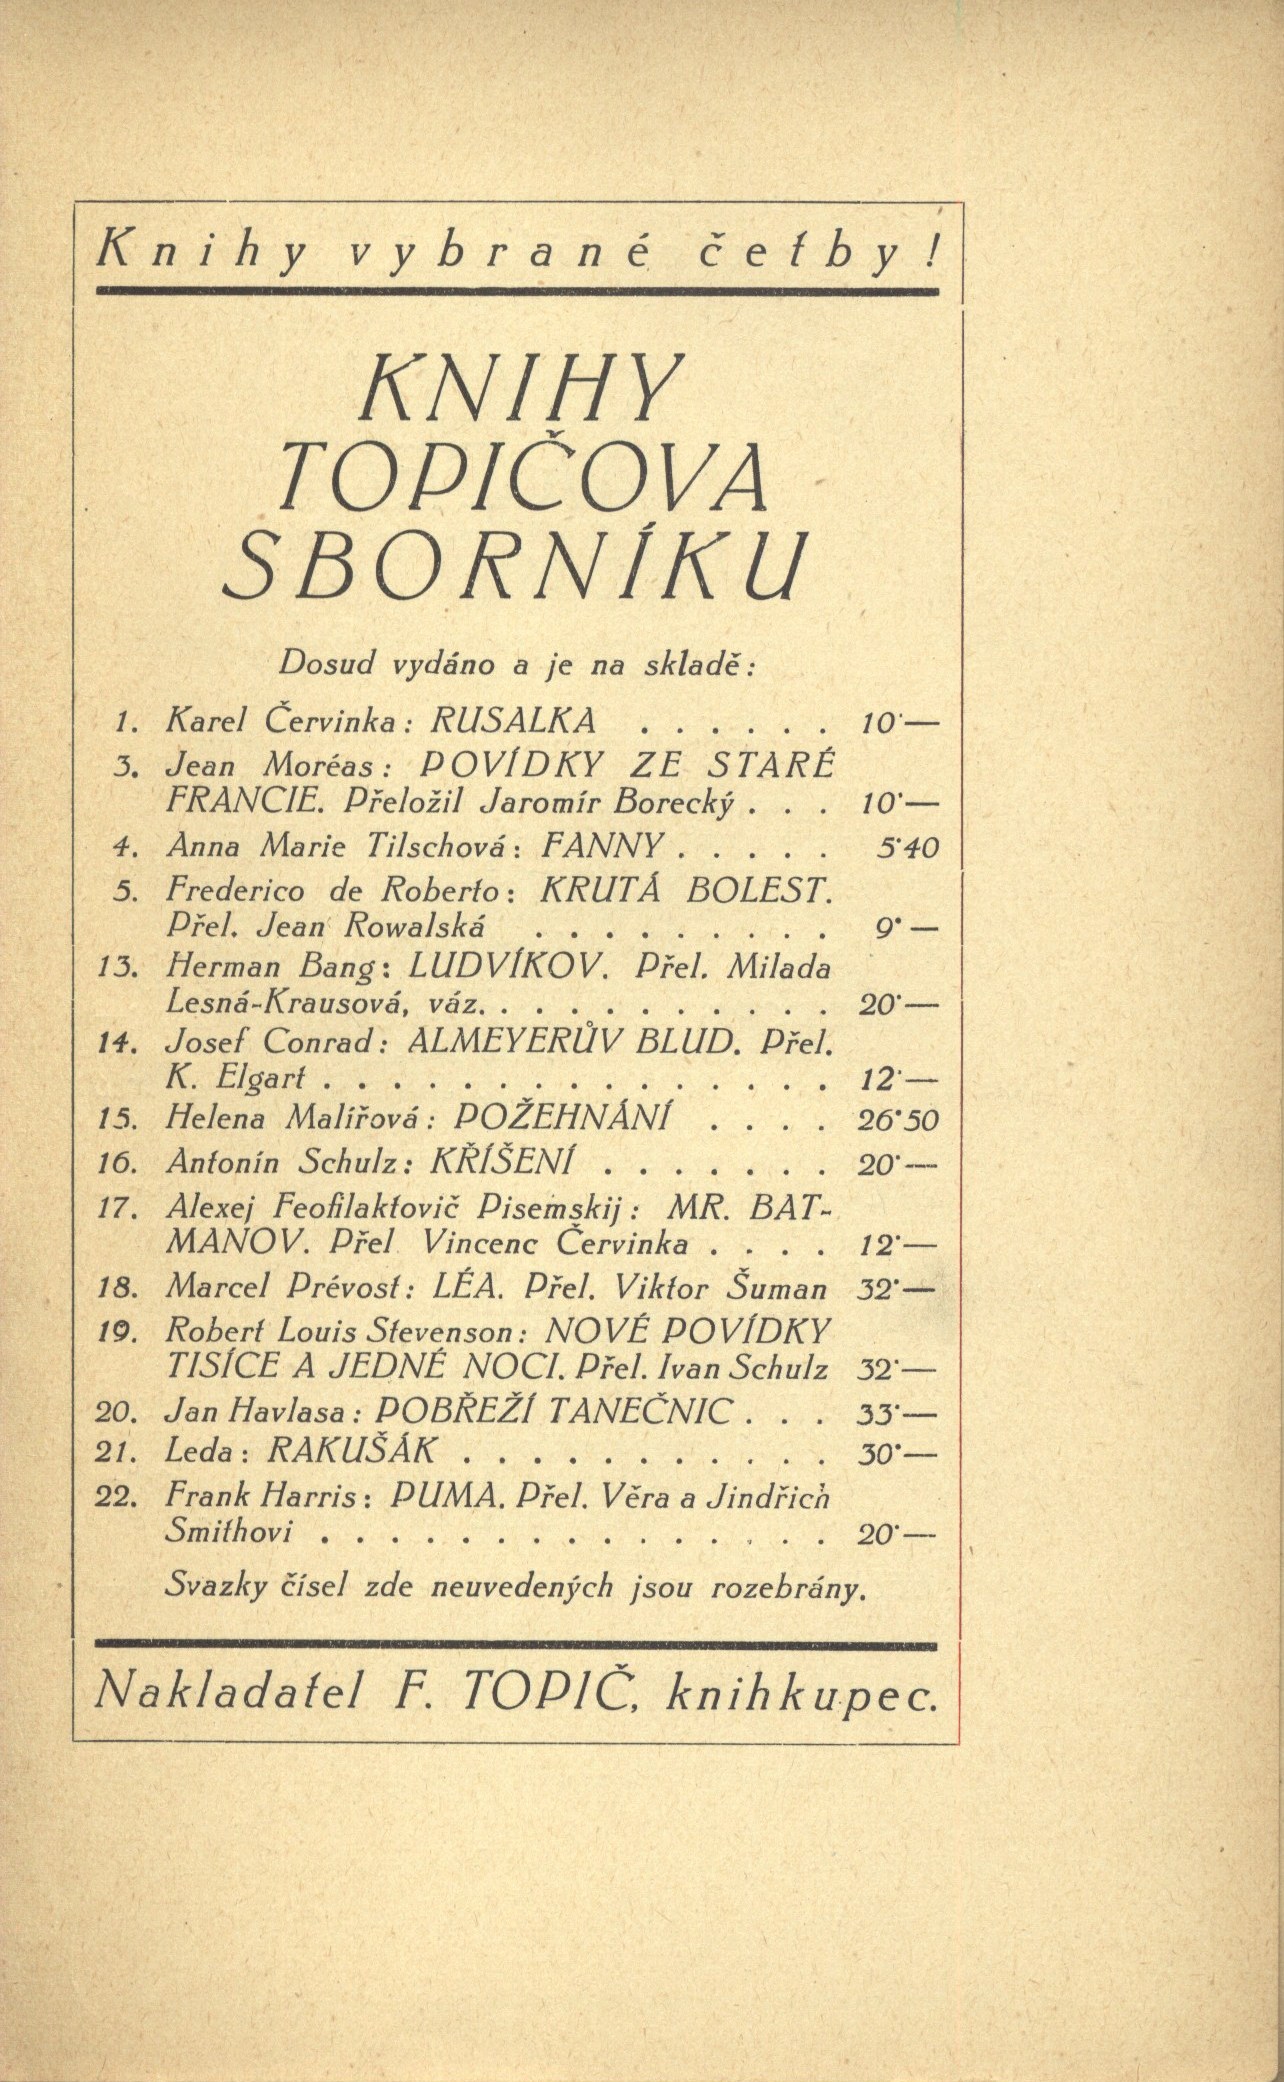 Knihy vybrané četby!
KNIHY
TOPIČOVA
SBORNÍKU
Dosud vydáno a je na skladě:
1. Karel Červinka: RUSALKA . . . . . . 10·—
3. Jean Moréas: POVÍDKY ZE STARÉ
FRANCIE. Přeložil Jaromír Borecký . . . 10·—
4. Anna Marie Tilschová: FANNY . . . . . 5·40
5. Frederico de Roberto: KRUTÁ BOLEST.
Přel. Jean Rowalská . . . . . . . . . 9·—
13. Herman Bang: LUDVÍKOV. Přel. Milada
Lesná-Krausová, váz. . . . . . . . . . . 20·—
14. Josef Conrad: ALMEYERŮV BLUD. Přel.
K. Elgart . . . . . . . . . . . . . . . 12·—
15. Helena Malířová: POŽEHNÁNÍ . . . . 26·50
16. Antonín Schulz: KŘÍŠENÍ . . . . . . . 20·—
17. Alexej Feofilaktovič Pisemskij: MR. BAT-
MANOV. Přel. Vincenc Červinka . . . . 12·—
18. Marcel Prévost: LÉA. Přel. Viktor Šuman 32·—
19. Robert Louis Stevenson: NOVÉ POVÍDKY
TISÍCE A JEDNÉ NOCI. Přel. Ivan Schulz 32·—
20. Jan Havlasa: POBŘEŽÍ TANEČNIC . . . 33·—
21. Leda: RAKUŠÁK . . . . . . . . . . . 30·—
22. Frank Harris: PUMA. Přel. Věra a Jindřich
Smithovi . . . . . . . . . . . . . . . 20·—
Svazky čísel zde neuvedených jsou rozebrány.
Nakladatel F. TOPIČ, knihkupec.